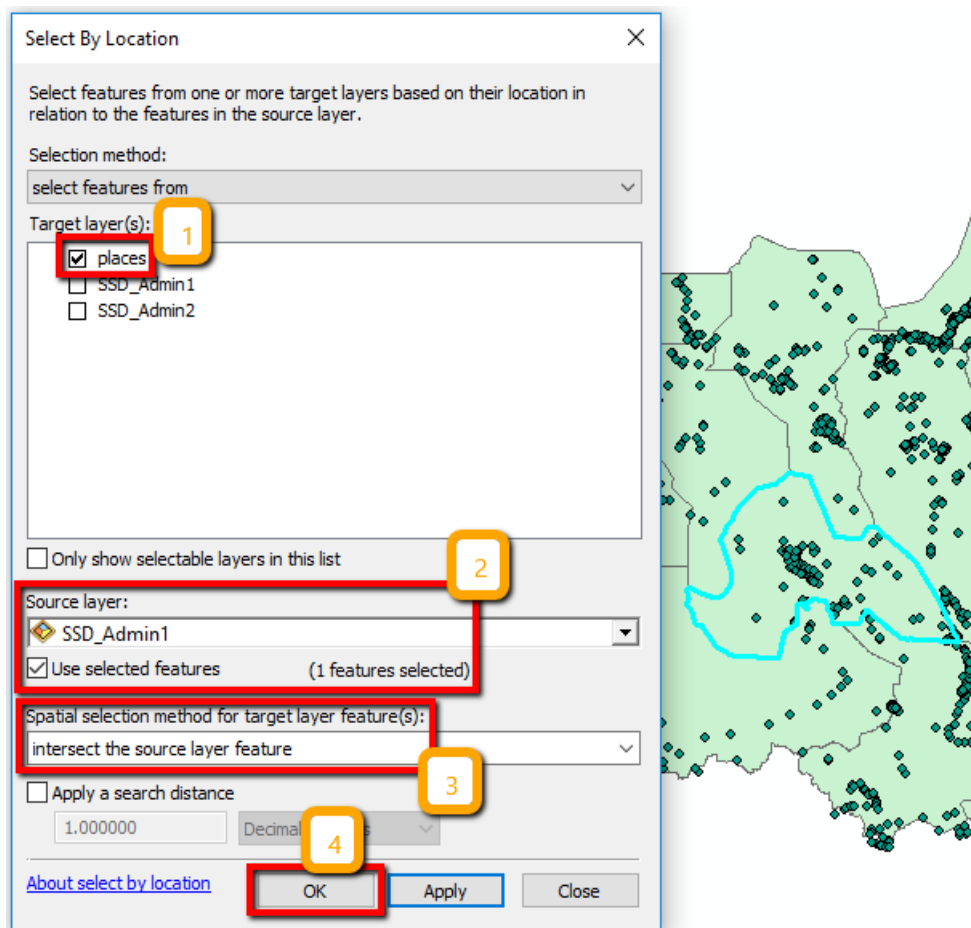 Select By Location
Select features from one or more target layers based on their location in
relation to the features in the source layer.
Selection method:
select features from
Target layer(s):
1
places
SSD_Admin1
SSD_Admin2
Only show selectable layers in this list
2
Source layer:
SSD_Admin1
Use selected features (1 features selected)
Spatial selection method for target layer feature(s):
intersect the source layer feature
3
Apply a search distance
1.000000
4
About select by location OK Apply Close